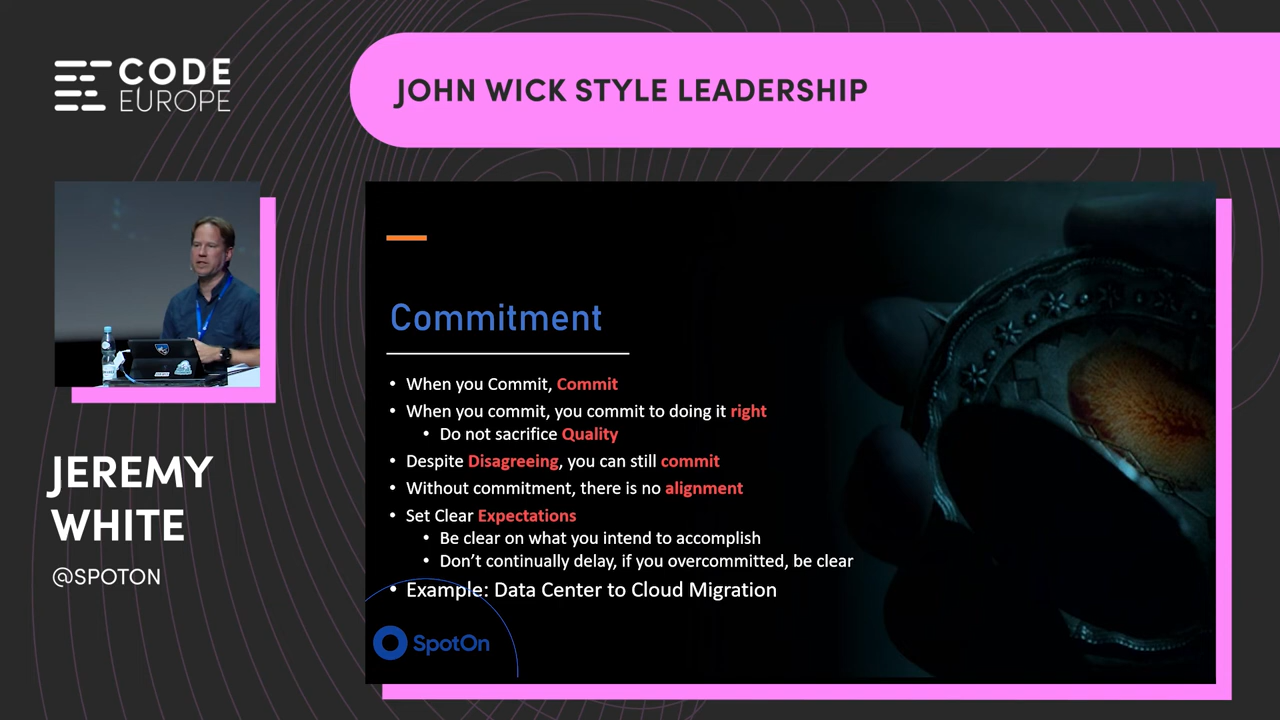 CODE
EUROPE
JOHN WICK STYLE LEADERSHIP
JEREMY
WHITE
@SPOTON
Commitment
• When you Commit, Commit
• When you commit, you commit to doing it right
• Do not sacrifice Quality
• Despite Disagreeing, you can still commit
• Without commitment, there is no alignment
• Set Clear Expectations
• Be clear on what you intend to accomplish
• Don’t continually delay, if you overcommitted, be clear
• Example: Data Center to Cloud Migration
SpotOn